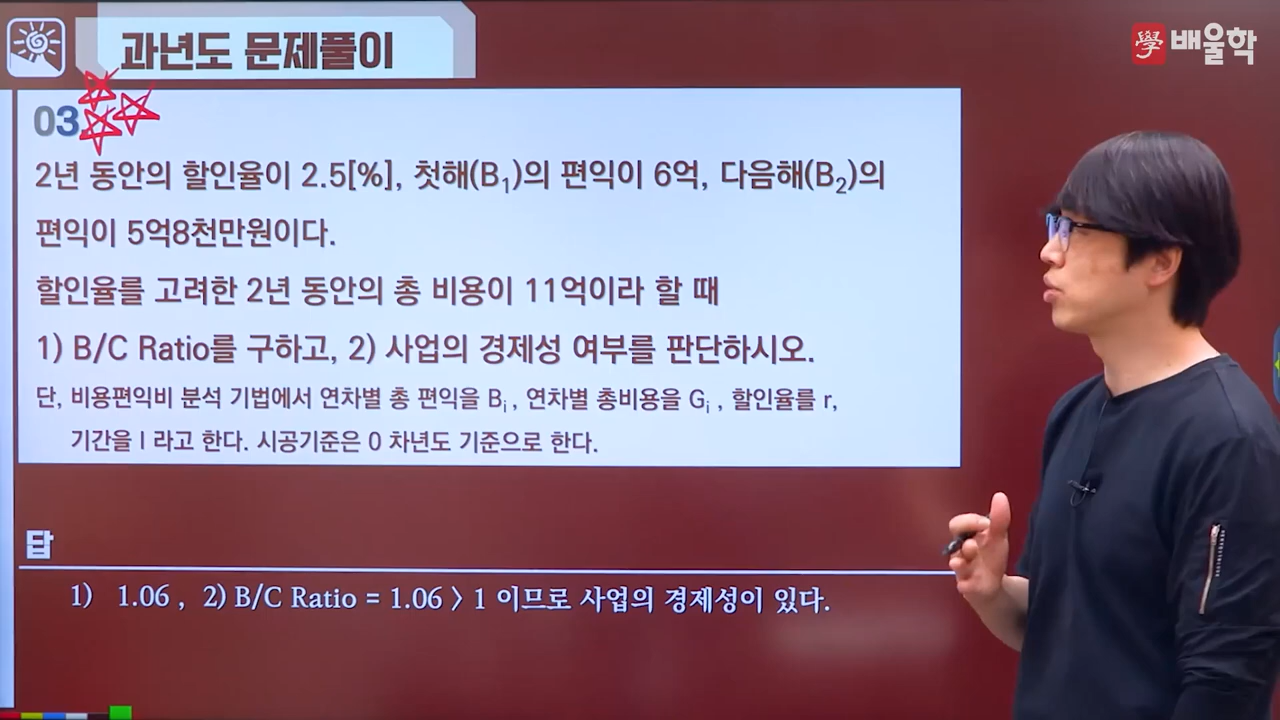 과년도 문제풀이
學 배울학
03.
2년 동안의 할인율이 2.5[%], 첫해(B₁)의 편익이 6억, 다음해(B₂)의
편익이 5억8천만원이다.
할인율를 고려한 2년 동안의 총 비용이 11억이라 할 때
1) B/C Ratio를 구하고, 2) 사업의 경제성 여부를 판단하시오.
단, 비용편익비 분석 기법에서 연차별 총 편익을 Bᵢ , 연차별 총비용을 Gᵢ , 할인율를 r,
기간을 I 라고 한다. 시공기준은 0 차년도 기준으로 한다.
답
1) 1.06 , 2) B/C Ratio = 1.06 > 1 이므로 사업의 경제성이 있다.